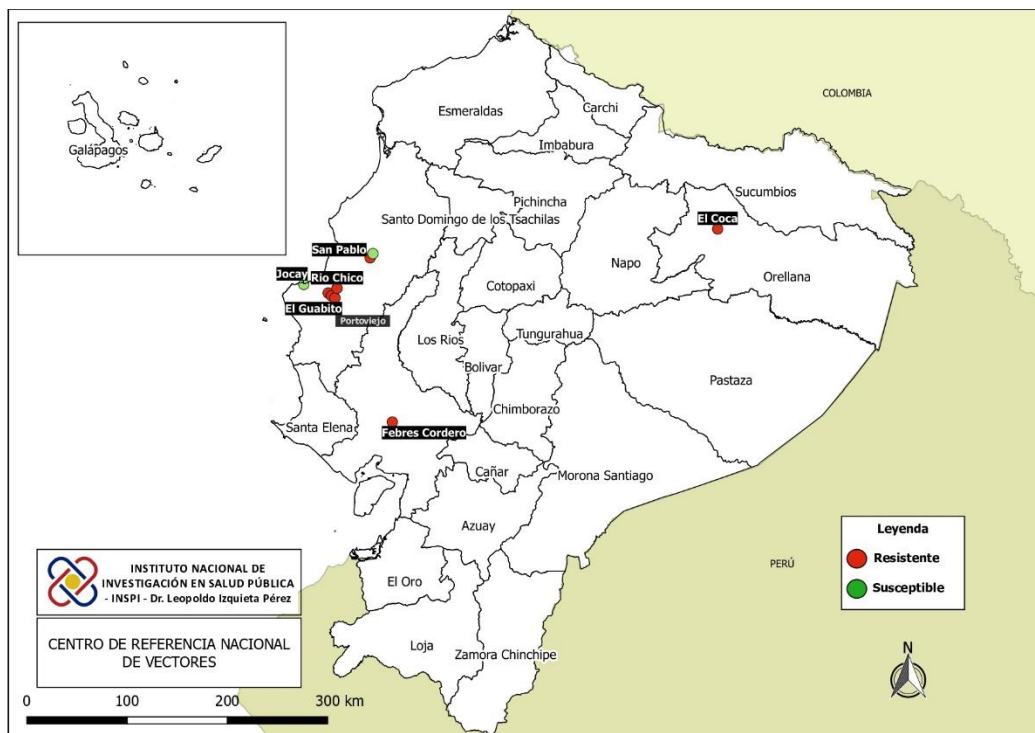 COLOMBIA
Esmeraldas
Carchi
Imbabura
Galápagos
Sucumbios
Pichincha
Santo Domingo de los Tsachilas
El Coca
San Pablo
Napo
Jocay
Rio Chico
Orellana
Cotopaxi
El Guabito
Portoviejo
Los Rios
Tungurahua
Bolivar
Pastaza
Chimborazo
Santa Elena
Febres Cordero
Cañar
Morona Santiago
Azuay
Leyenda
Resistente
Susceptible
PERÚ
INSTITUTO NACIONAL DE
INVESTIGACIÓN EN SALUD PÚBLICA
- INSPI - Dr. Leopoldo Izquieta Pérez
El Oro
CENTRO DE REFERENCIA NACIONAL
DE VECTORES
Loja
Zamora Chinchipe
N
0 100 200 300 km